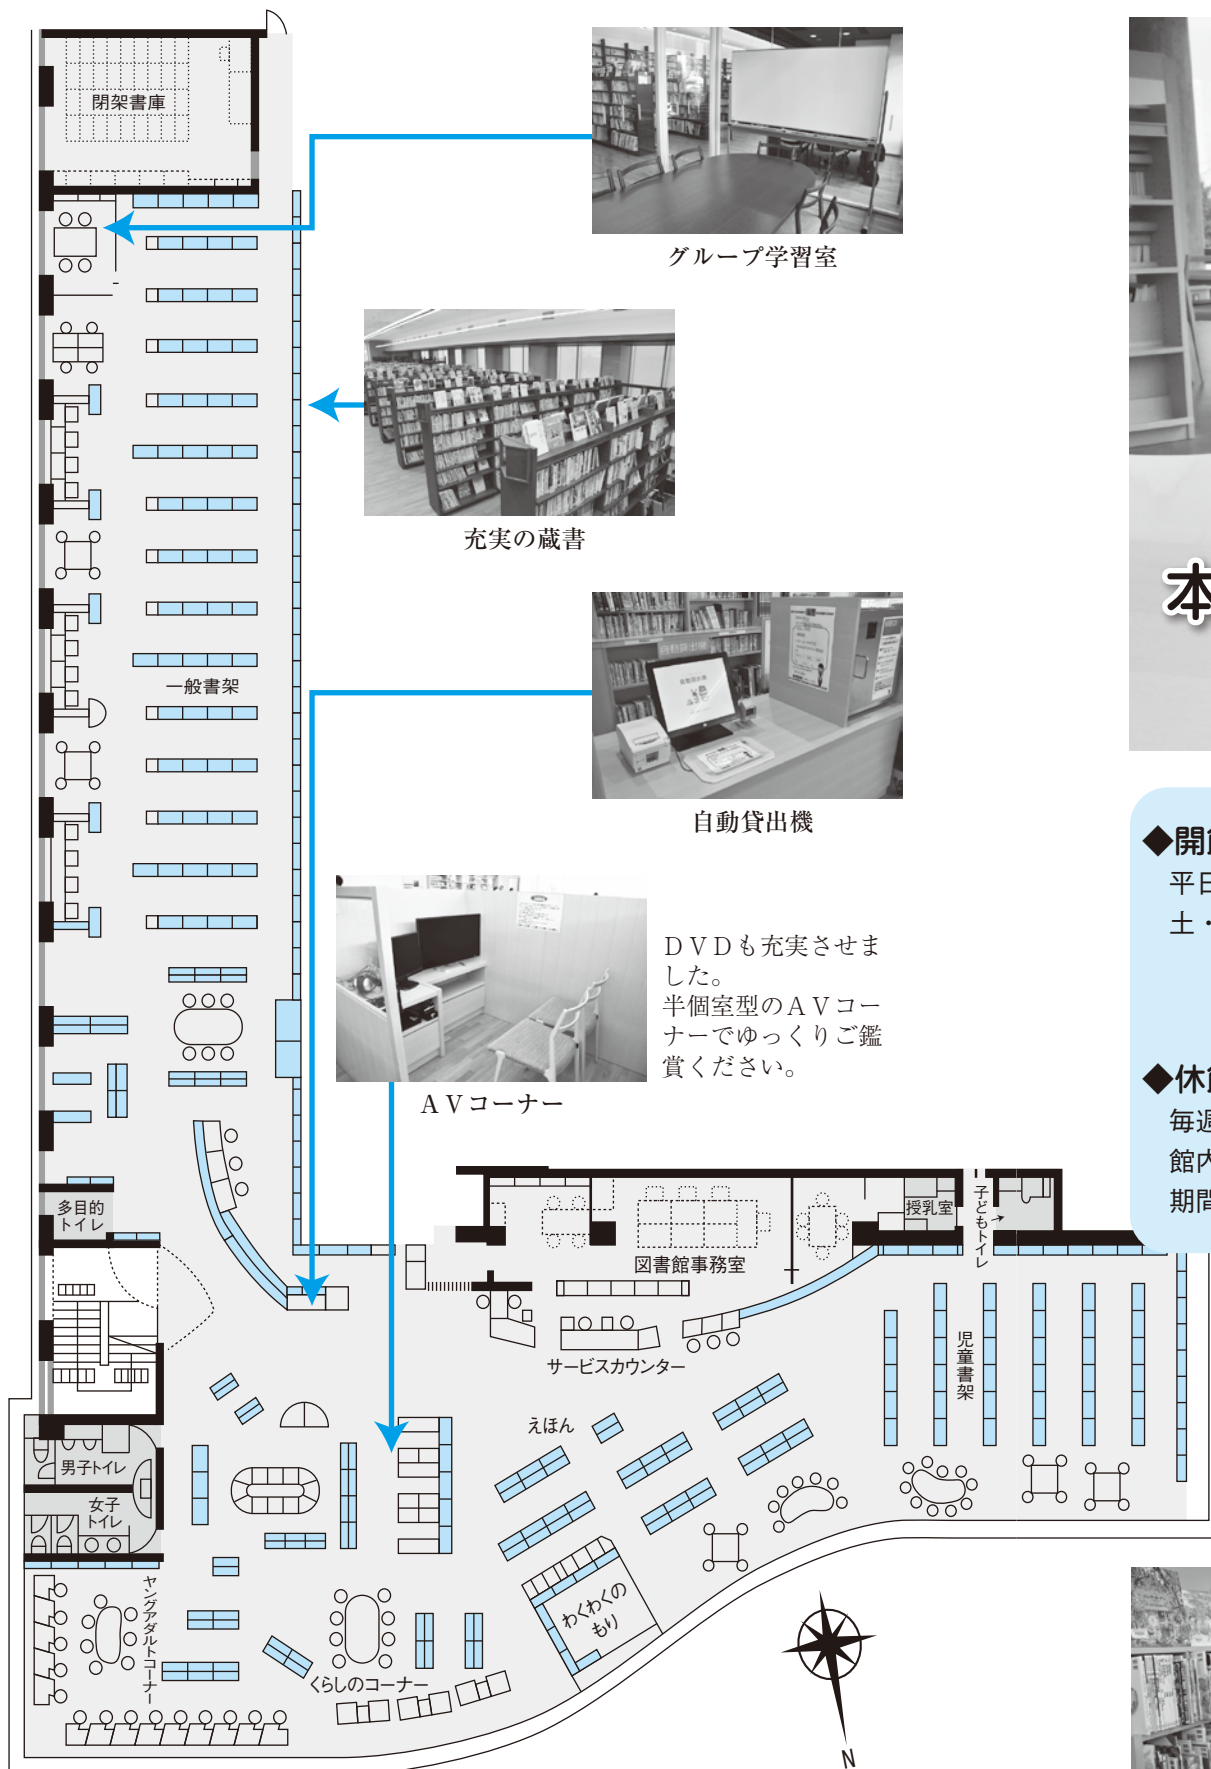 閉架書庫
グループ学習室
充実の蔵書
一般書架
自動貸出機
DVDも充実させま
した。
半個室型のAVコー
ナーでゆっくりご鑑
賞ください。
AVコーナー
多目的
トイレ
授乳室
子どもトイレ
図書館事務室
サービスカウンター
児童書架
えほん
男子トイレ
女子
トイレ
ヤングアダルトコーナー
わくわくの
もり
くらしのコーナー
N
本
◆開館
平日
土・
◆休館
毎週
館内
期間